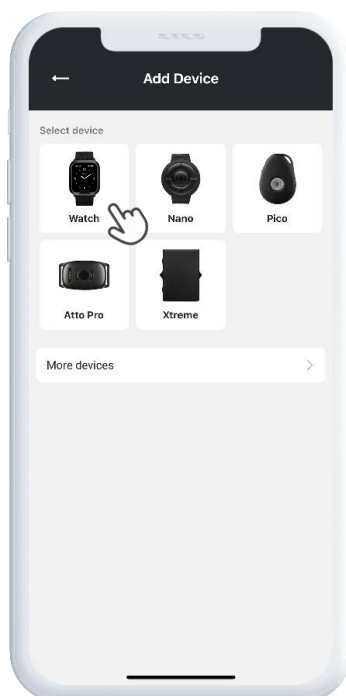 Add Device
Select device
Watch
Nano
Pico
Atto Pro
Xtreme
More devices